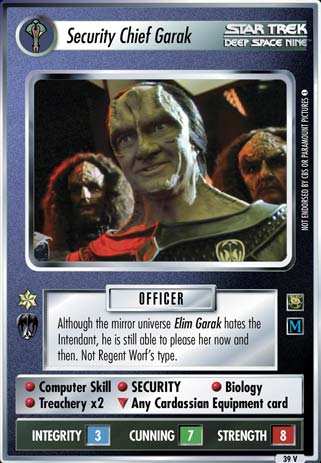 Security Chief Garak
STAR TREK
DEEP SPACE NINE
NOT ENDORSED BY CBS OR PARAMOUNT PICTURES
OFFICER
Although the mirror universe Elim Garak hates the
Intendant, he is still able to please her now and
then. Not Regent Worf's type.
M
Computer Skill SECURITY Biology
Treachery x2 Any Cardassian Equipment card
INTEGRITY 3 CUNNING 7 STRENGTH 8
39 V